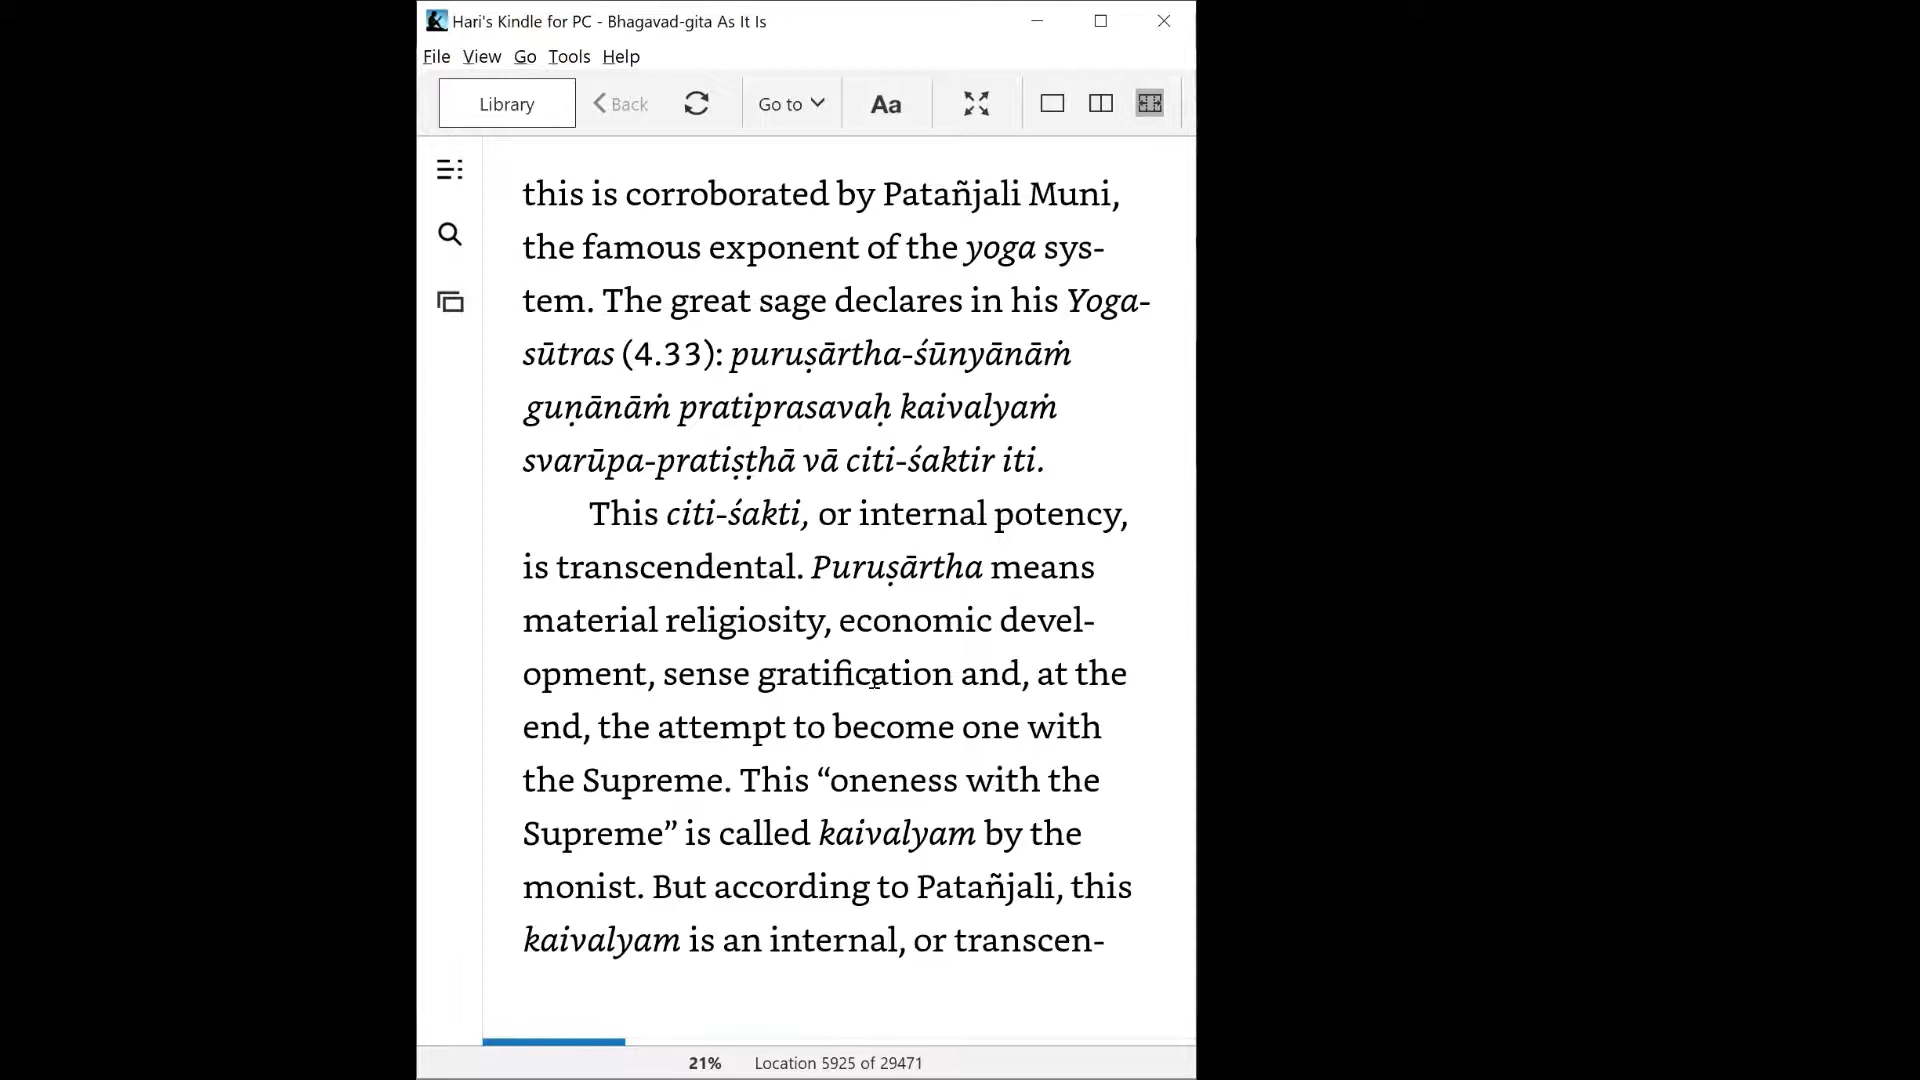 Hari's Kindle for PC - Bhagavad-gita As It Is
File View Go Tools Help
Library Back Go to Aa
this is corroborated by Patañjali Muni,
the famous exponent of the yoga sys-
tem. The great sage declares in his Yoga-
sūtras (4.33): puruṣārtha-śūnyānāṁ
guṇānāṁ pratiprasavaḥ kaivalyaṁ
svarūpa-pratiṣṭhā vā citi-śaktir iti.
This citi-śakti, or internal potency,
is transcendental. Puruṣārtha means
material religiosity, economic devel-
opment, sense gratification and, at the
end, the attempt to become one with
the Supreme. This “oneness with the
Supreme” is called kaivalyam by the
monist. But according to Patañjali, this
kaivalyam is an internal, or transcen-
21% Location 5925 of 29471